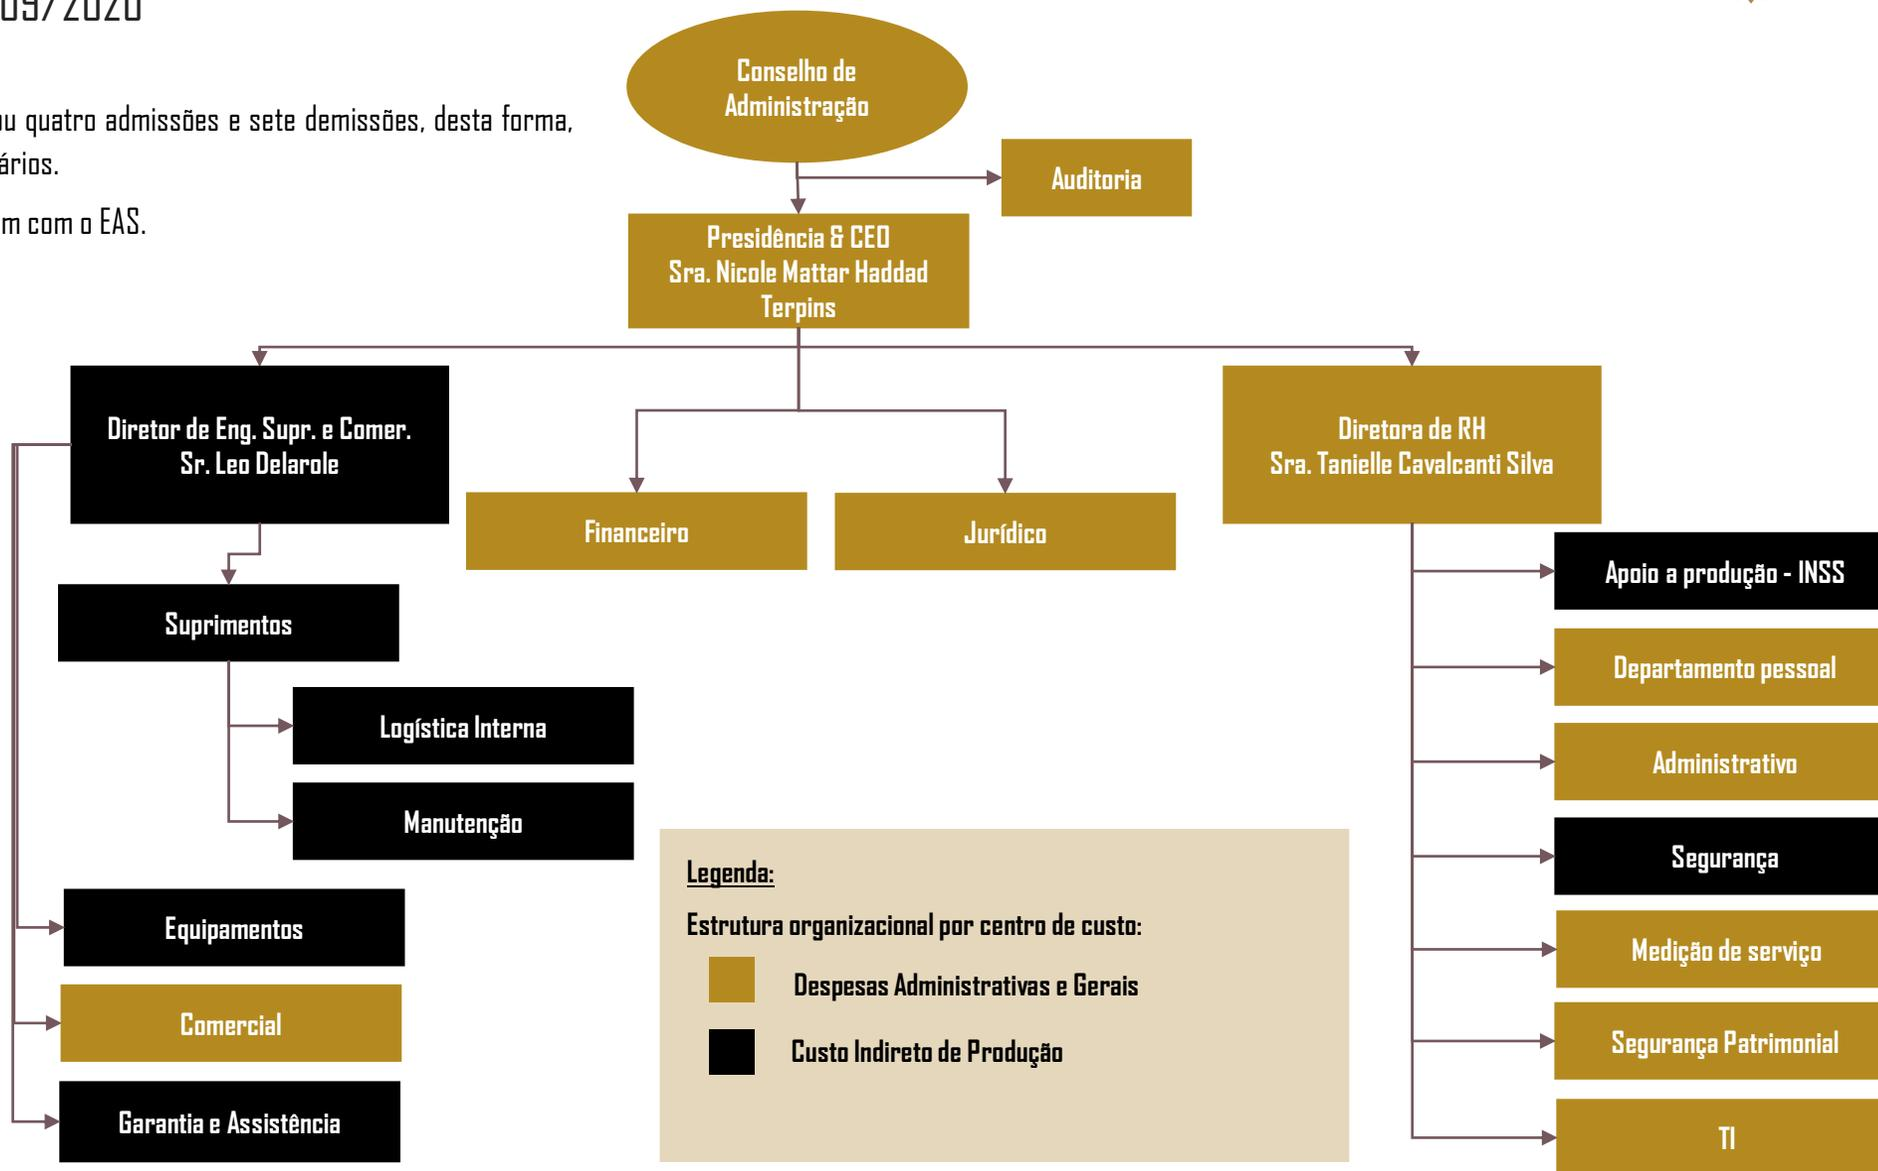 09/2020
ou quatro admissões e sete demissões, desta forma,
ários.
m com o EAS.
Conselho de
Administração
Auditoria
Presidência & CEO
Sra. Nicole Mattar Haddad
Terpins
Diretor de Eng. Supr. e Comer.
Sr. Leo Delarole
Diretora de RH
Sra. Tanielle Cavalcanti Silva
Financeiro
Jurídico
Suprimentos
Logística Interna
Manutenção
Equipamentos
Comercial
Garantia e Assistência
Apoio a produção - INSS
Departamento pessoal
Administrativo
Segurança
Medição de serviço
Segurança Patrimonial
TI
Legenda:
Estrutura organizacional por centro de custo:
Despesas Administrativas e Gerais
Custo Indireto de Produção